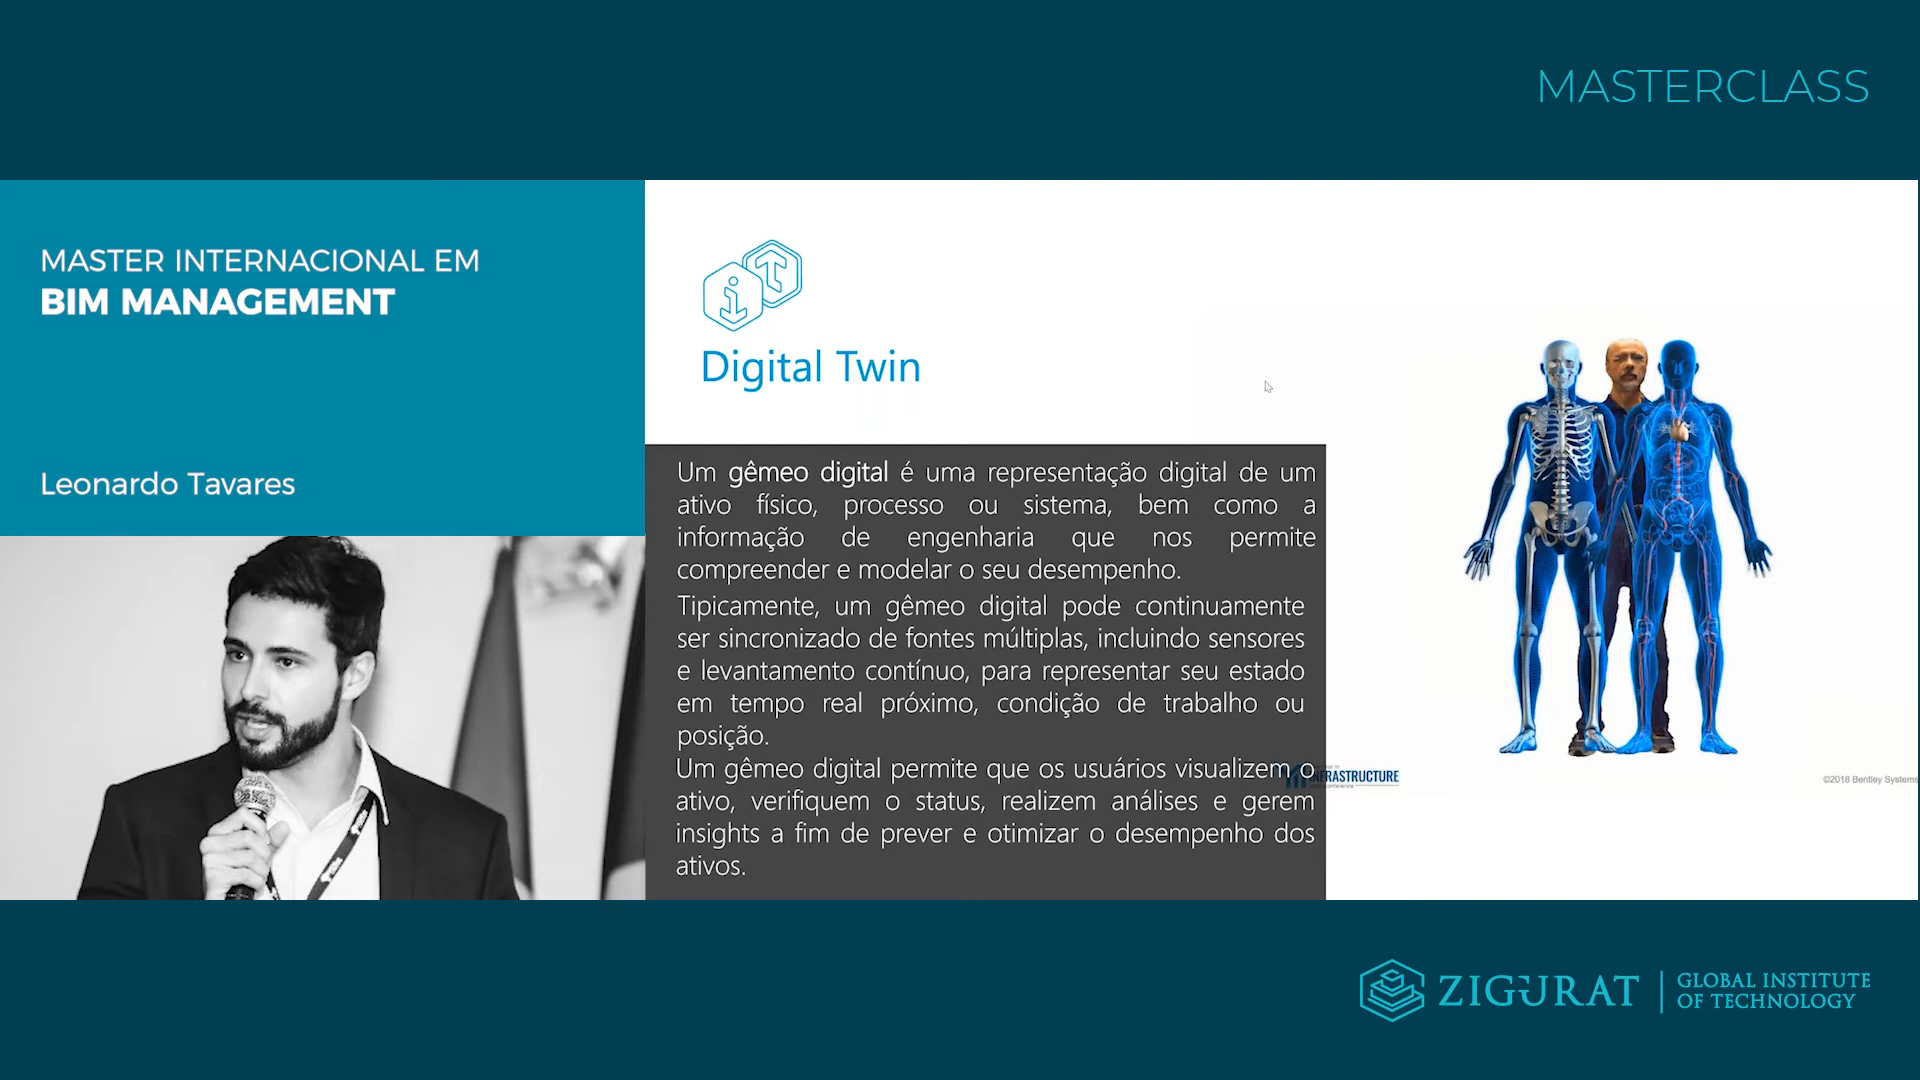 MASTERCLASS
MASTER INTERNACIONAL EM
BIM MANAGEMENT
Leonardo Tavares
Digital Twin
Um gêmeo digital é uma representação digital de um
ativo físico, processo ou sistema, bem como a
informação de engenharia que nos permite
compreender e modelar o seu desempenho.
Tipicamente, um gêmeo digital pode continuamente
ser sincronizado de fontes múltiplas, incluindo sensores
e levantamento contínuo, para representar seu estado
em tempo real próximo, condição de trabalho ou
posição.
Um gêmeo digital permite que os usuários visualizem o
ativo, verifiquem o status, realizem análises e gerem
insights a fim de prever e otimizar o desempenho dos
ativos.
©2018 Bentley Systems
ZIGURAT
GLOBAL INSTITUTE
OF TECHNOLOGY